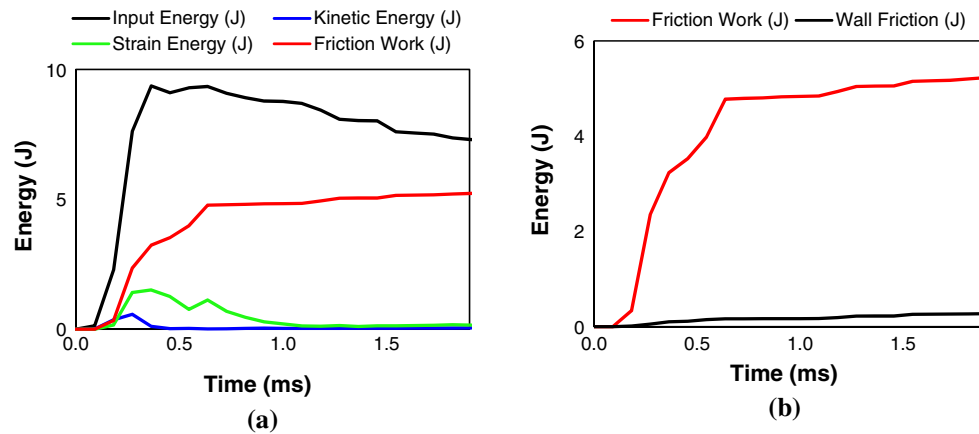 Input Energy (J) Kinetic Energy (J)
Strain Energy (J) Friction Work (J)
10
5
0
Energy (J)
0.0 0.5 1.0 1.5
Time (ms)
(a)
Friction Work (J) Wall Friction (J)
6
4
2
0
Energy (J)
0.0 0.5 1.0 1.5
Time (ms)
(b)